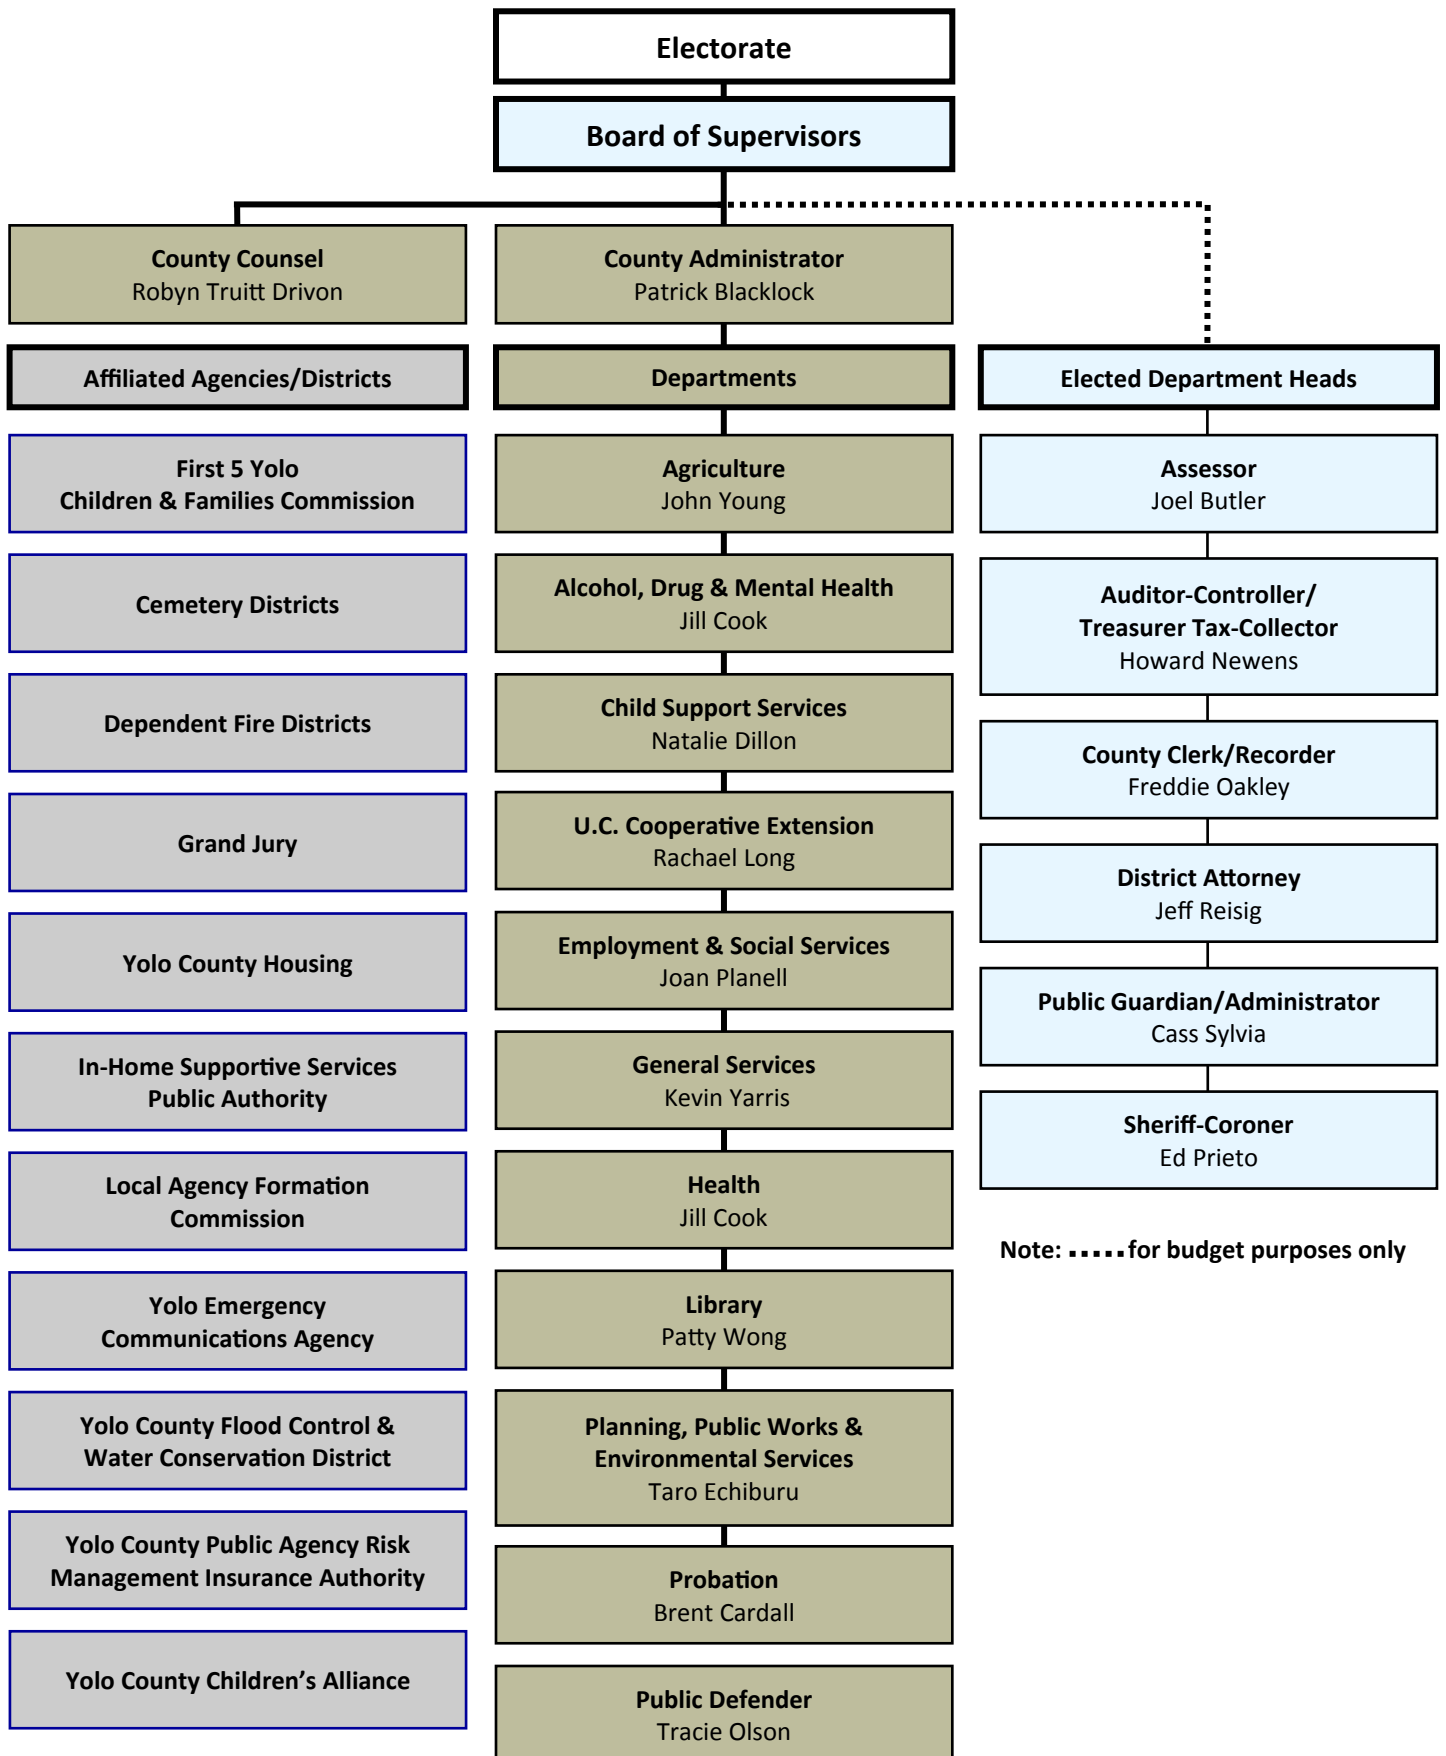 Electorate
Board of Supervisors
County Counsel
Robyn Truitt Drivon
County Administrator
Patrick Blacklock
Affiliated Agencies/Districts
First 5 Yolo
Children & Families Commission
Cemetery Districts
Dependent Fire Districts
Grand Jury
Yolo County Housing
In-Home Supportive Services
Public Authority
Local Agency Formation
Commission
Yolo Emergency
Communications Agency
Yolo County Flood Control &
Water Conservation District
Yolo County Public Agency Risk
Management Insurance Authority
Yolo County Children’s Alliance
Departments
Agriculture
John Young
Alcohol, Drug & Mental Health
Jill Cook
Child Support Services
Natalie Dillon
U.C. Cooperative Extension
Rachael Long
Employment & Social Services
Joan Planell
General Services
Kevin Yarris
Health
Jill Cook
Library
Patty Wong
Planning, Public Works &
Environmental Services
Taro Echiburu
Probation
Brent Cardall
Public Defender
Tracie Olson
Elected Department Heads
Assessor
Joel Butler
Auditor-Controller/
Treasurer Tax-Collector
Howard Newens
County Clerk/Recorder
Freddie Oakley
District Attorney
Jeff Reisig
Public Guardian/Administrator
Cass Sylvia
Sheriff-Coroner
Ed Prieto
Note: ..... for budget purposes only